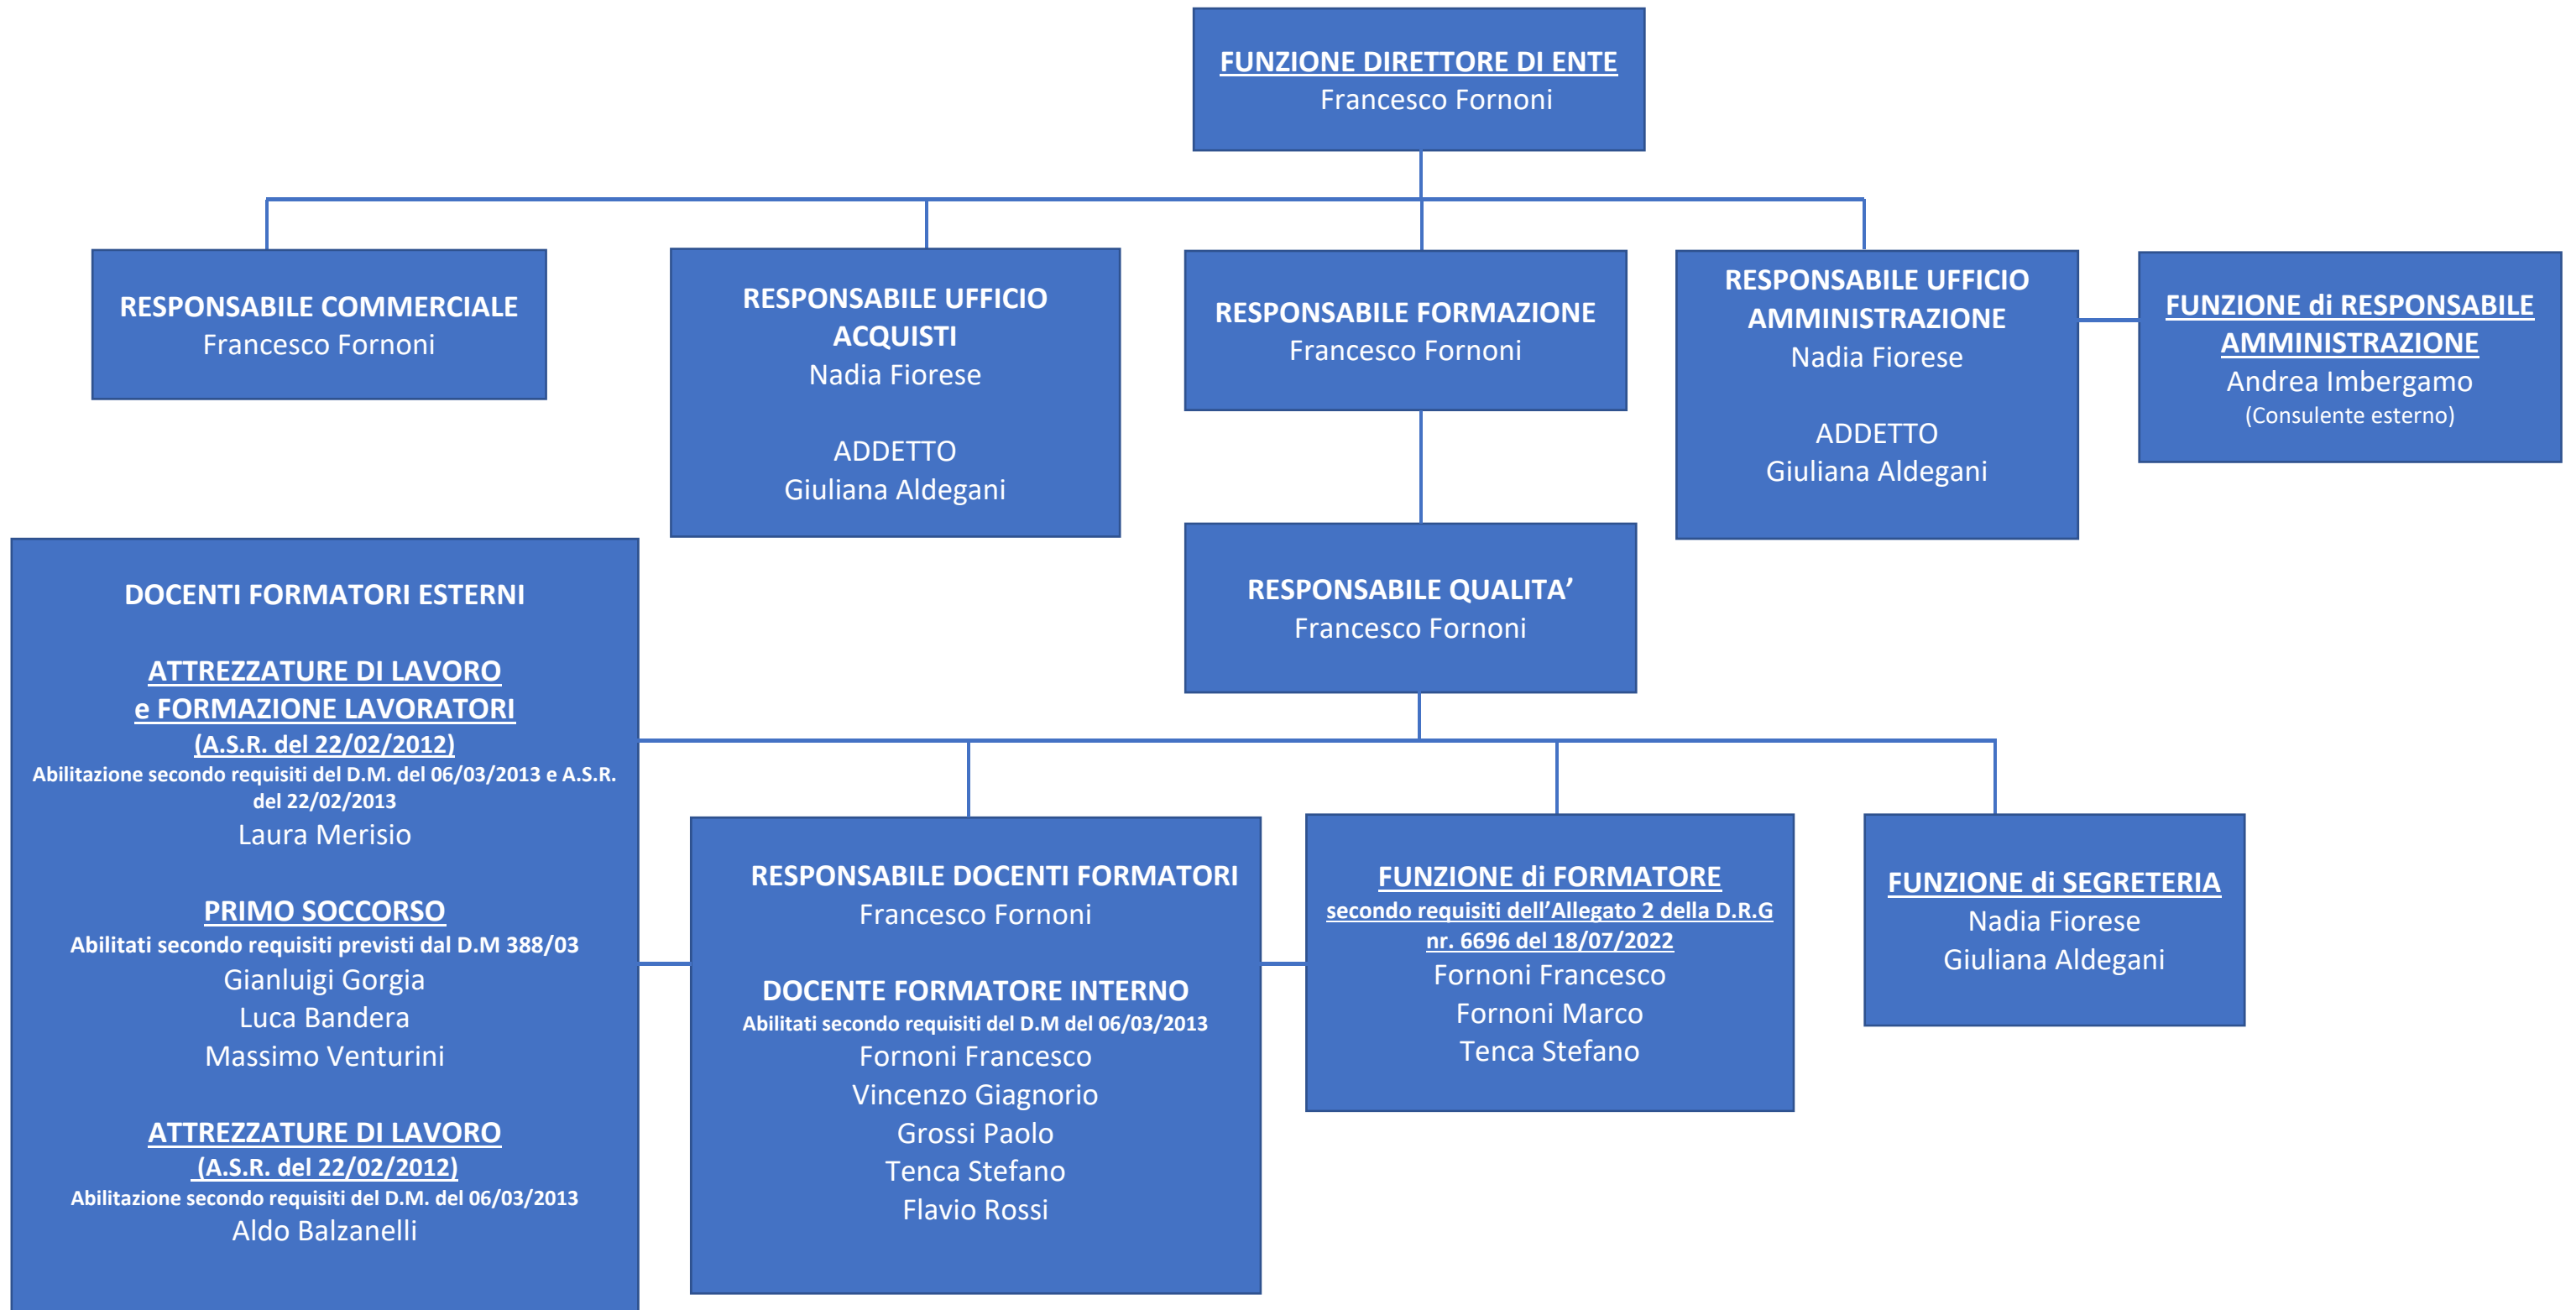 FUNZIONE DIRETTORE DI ENTE
Francesco Fornoni
RESPONSABILE COMMERCIALE
Francesco Fornoni
RESPONSABILE UFFICIO
ACQUISTI
Nadia Fiorese
ADDETTO
Giuliana Aldegani
RESPONSABILE FORMAZIONE
Francesco Fornoni
RESPONSABILE UFFICIO
AMMINISTRAZIONE
Nadia Fiorese
ADDETTO
Giuliana Aldegani
FUNZIONE di RESPONSABILE
AMMINISTRAZIONE
Andrea Imbergamo
(Consulente esterno)
RESPONSABILE QUALITA’
Francesco Fornoni
DOCENTI FORMATORI ESTERNI
ATTREZZATURE DI LAVORO
e FORMAZIONE LAVORATORI
(A.S.R. del 22/02/2012)
Abilitazione secondo requisiti del D.M. del 06/03/2013 e A.S.R.
del 22/02/2013
Laura Merisio
PRIMO SOCCORSO
Abilitati secondo requisiti previsti dal D.M 388/03
Gianluigi Gorgia
Luca Bandera
Massimo Venturini
ATTREZZATURE DI LAVORO
(A.S.R. del 22/02/2012)
Abilitazione secondo requisiti del D.M. del 06/03/2013
Aldo Balzanelli
RESPONSABILE DOCENTI FORMATORI
Francesco Fornoni
DOCENTE FORMATORE INTERNO
Abilitati secondo requisiti del D.M del 06/03/2013
Fornoni Francesco
Vincenzo Giagnorio
Grossi Paolo
Tenca Stefano
Flavio Rossi
FUNZIONE di FORMATORE
secondo requisiti dell’Allegato 2 della D.R.G
nr. 6696 del 18/07/2022
Fornoni Francesco
Fornoni Marco
Tenca Stefano
FUNZIONE di SEGRETERIA
Nadia Fiorese
Giuliana Aldegani